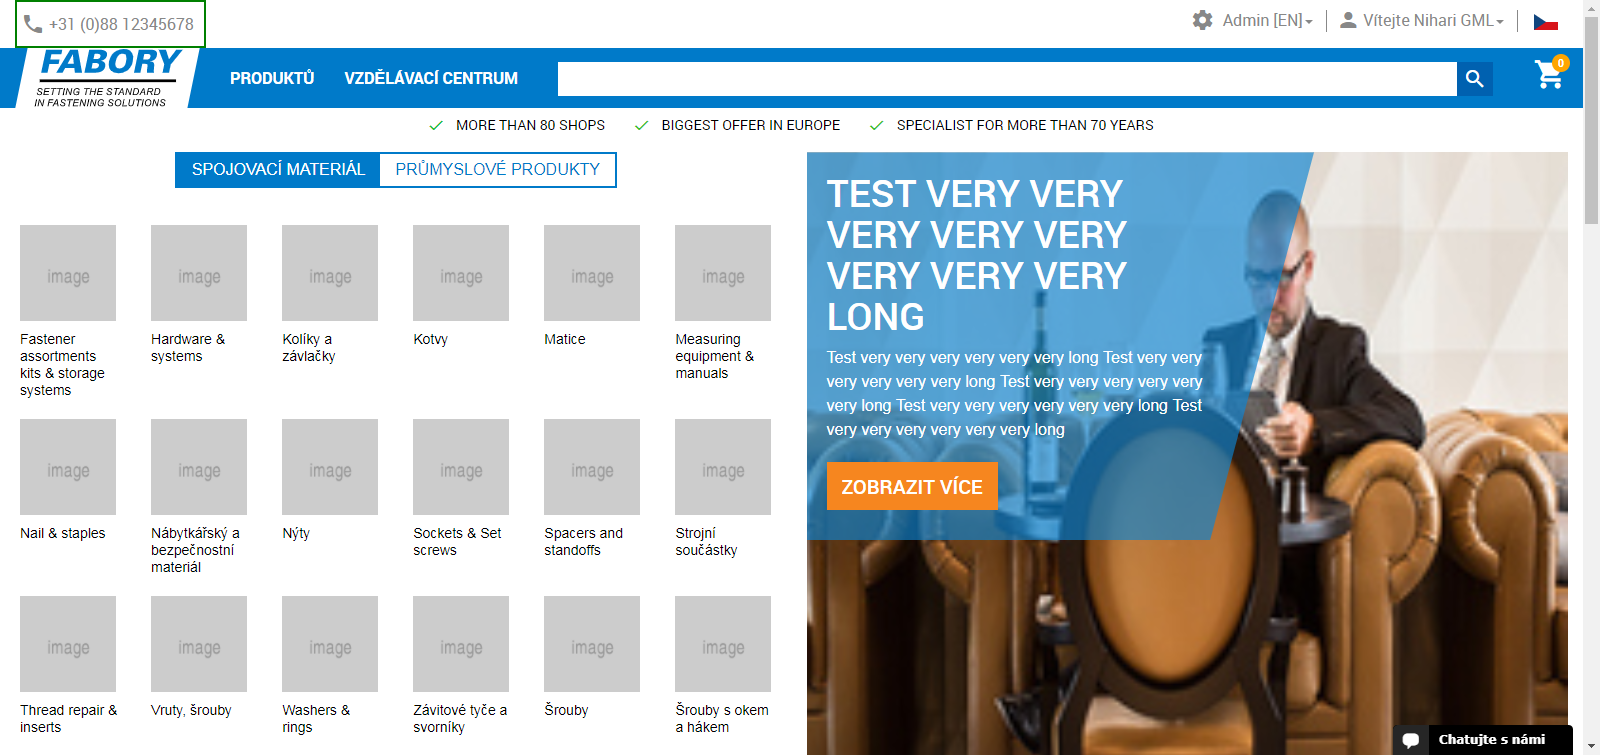 +31 (0)88 12345678
Admin [EN]
Vítejte Nihari GML
FABORY
SETTING THE STANDARD
IN FASTENING SOLUTIONS
PRODUKTŮ
VZDĚLÁVACÍ CENTRUM
0
MORE THAN 80 SHOPS
BIGGEST OFFER IN EUROPE
SPECIALIST FOR MORE THAN 70 YEARS
SPOJOVACÍ MATERIÁL
PRŮMYSLOVÉ PRODUKTY
image
image
image
image
image
image
Fastener
assortments
kits & storage
systems
Hardware &
systems
Kolíky a
závlačky
Kotvy
Matice
Measuring
equipment &
manuals
image
image
image
image
image
image
Nail & staples
Nábytkářský a
bezpečnostní
materiál
Nýty
Sockets & Set
screws
Spacers and
standoffs
Strojní
součástky
image
image
image
image
image
image
Thread repair &
inserts
Vruty, šrouby
Washers &
rings
Závitové tyče a
svorníky
Šrouby
Šrouby s okem
a hákem
TEST VERY VERY
VERY VERY VERY
VERY VERY VERY
LONG
Test very very very very very very long Test very very
very very very very long Test very very very very very
very long Test very very very very very very long Test
very very very very very very long
ZOBRAZIT VÍCE
Chatujte s námi